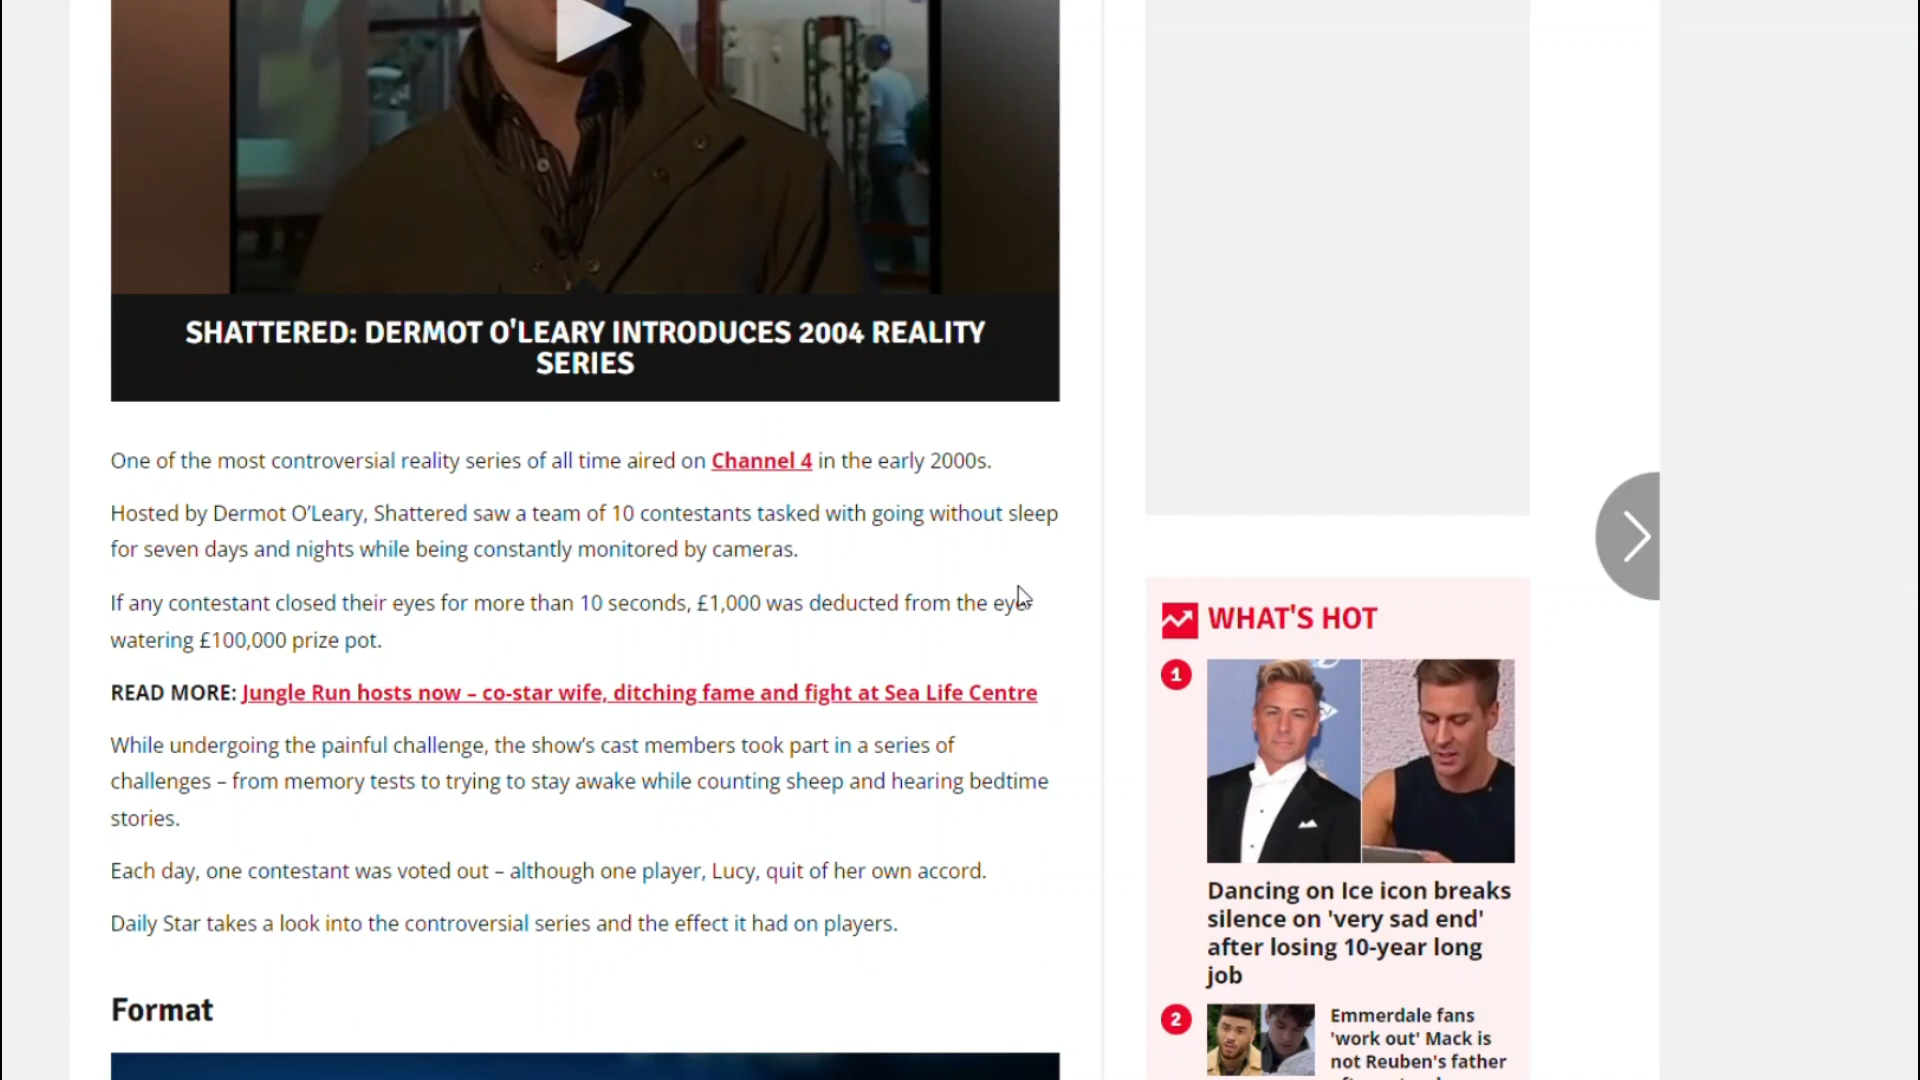 SHATTERED: DERMOT O'LEARY INTRODUCES 2004 REALITY
SERIES
One of the most controversial reality series of all time aired on Channel 4 in the early 2000s.
Hosted by Dermot O'Leary, Shattered saw a team of 10 contestants tasked with going without sleep
for seven days and nights while being constantly monitored by cameras.
If any contestant closed their eyes for more than 10 seconds, £1,000 was deducted from the eye-
watering £100,000 prize pot.
READ MORE: Jungle Run hosts now – co-star wife, ditching fame and fight at Sea Life Centre
While undergoing the painful challenge, the show's cast members took part in a series of
challenges – from memory tests to trying to stay awake while counting sheep and hearing bedtime
stories.
Each day, one contestant was voted out – although one player, Lucy, quit of her own accord.
Daily Star takes a look into the controversial series and the effect it had on players.
Format
WHAT'S HOT
1
Dancing on Ice icon breaks
silence on 'very sad end'
after losing 10-year long
job
2
Emmerdale fans
'work out' Mack is
not Reuben's father